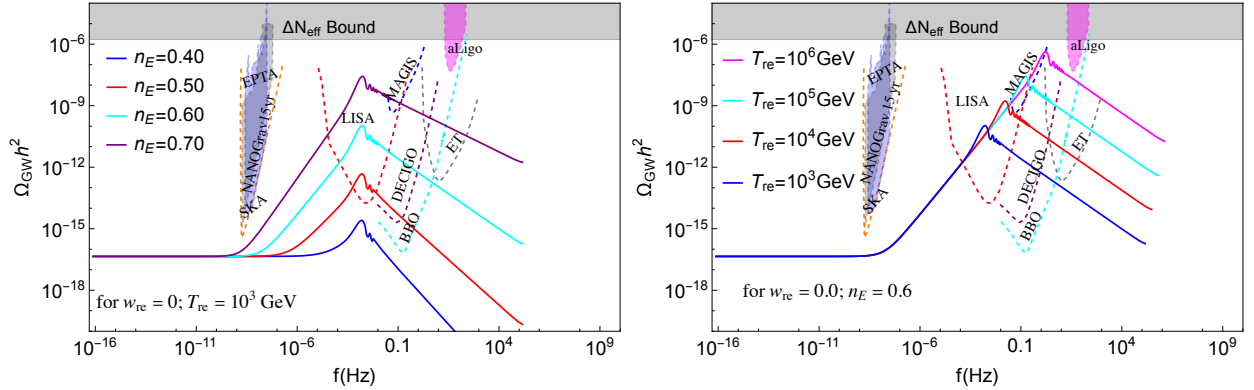 ΔN_eff Bound
n_E=0.40
n_E=0.50
n_E=0.60
n_E=0.70
EPTA
NANOGrav 15yr
SKA
LISA
MAGIS
aLigo
DECIGO
BBO
ET
for w_re = 0; T_re = 10^3 GeV
Ω_GW h^2
10^-6
10^-9
10^-12
10^-15
10^-18
10^-16
10^-11
10^-6
0.1
10^4
10^9
f(Hz)
ΔN_eff Bound
T_re=10^6GeV
T_re=10^5GeV
T_re=10^4GeV
T_re=10^3GeV
EPTA
NANOGrav 15yr
SKA
LISA
MAGIS
aLigo
DECIGO
BBO
ET
for w_re = 0.0; n_E = 0.6
Ω_GW h^2
10^-6
10^-9
10^-12
10^-15
10^-18
10^-16
10^-11
10^-6
0.1
10^4
10^9
f(Hz)